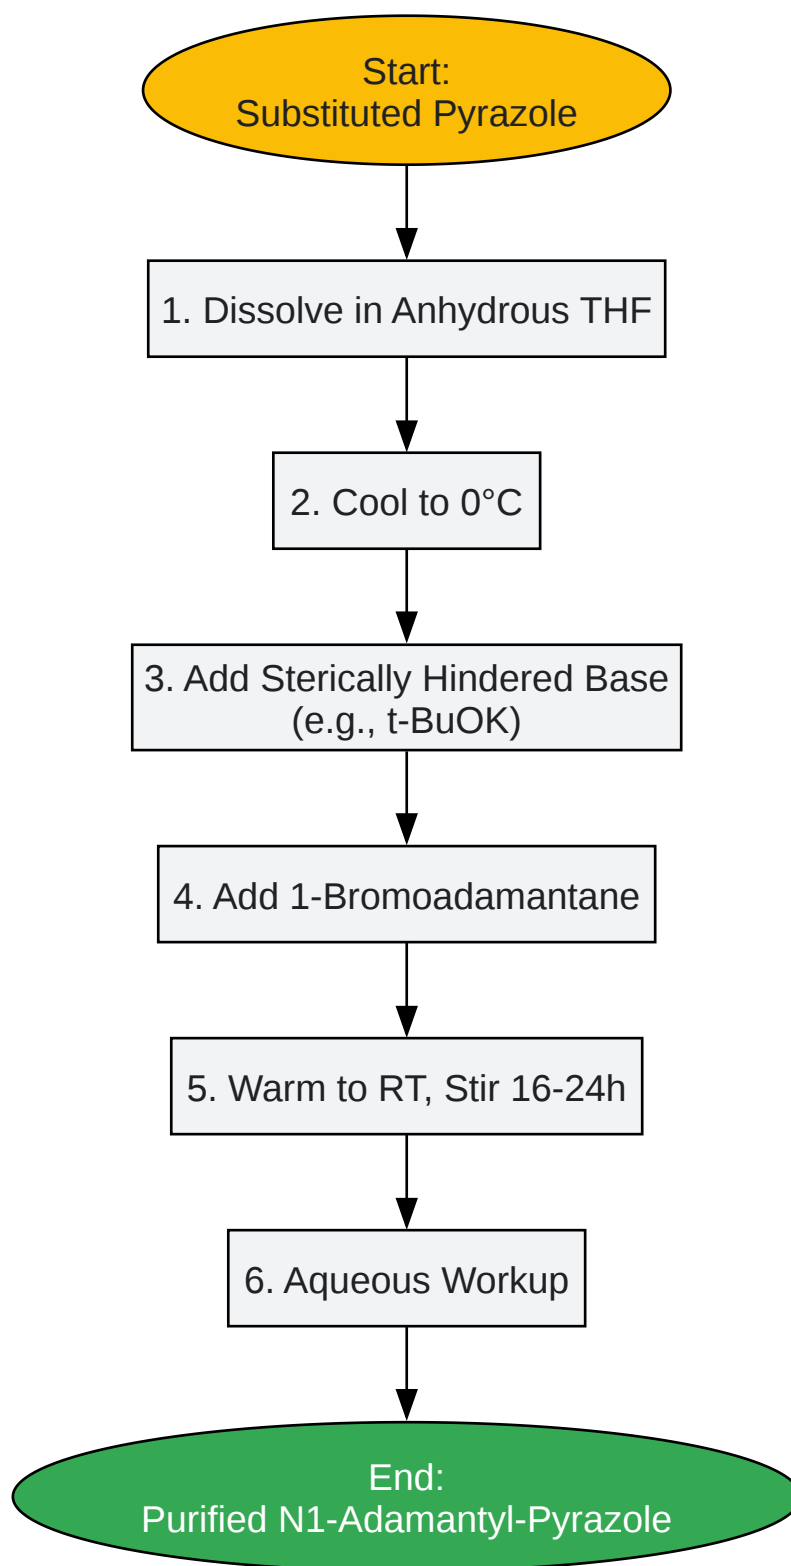 Start:
Substituted Pyrazole
1. Dissolve in Anhydrous THF
2. Cool to 0°C
3. Add Sterically Hindered Base
(e.g., t-BuOK)
4. Add 1-Bromoadamantane
5. Warm to RT, Stir 16-24h
6. Aqueous Workup
End:
Purified N1-Adamantyl-Pyrazole